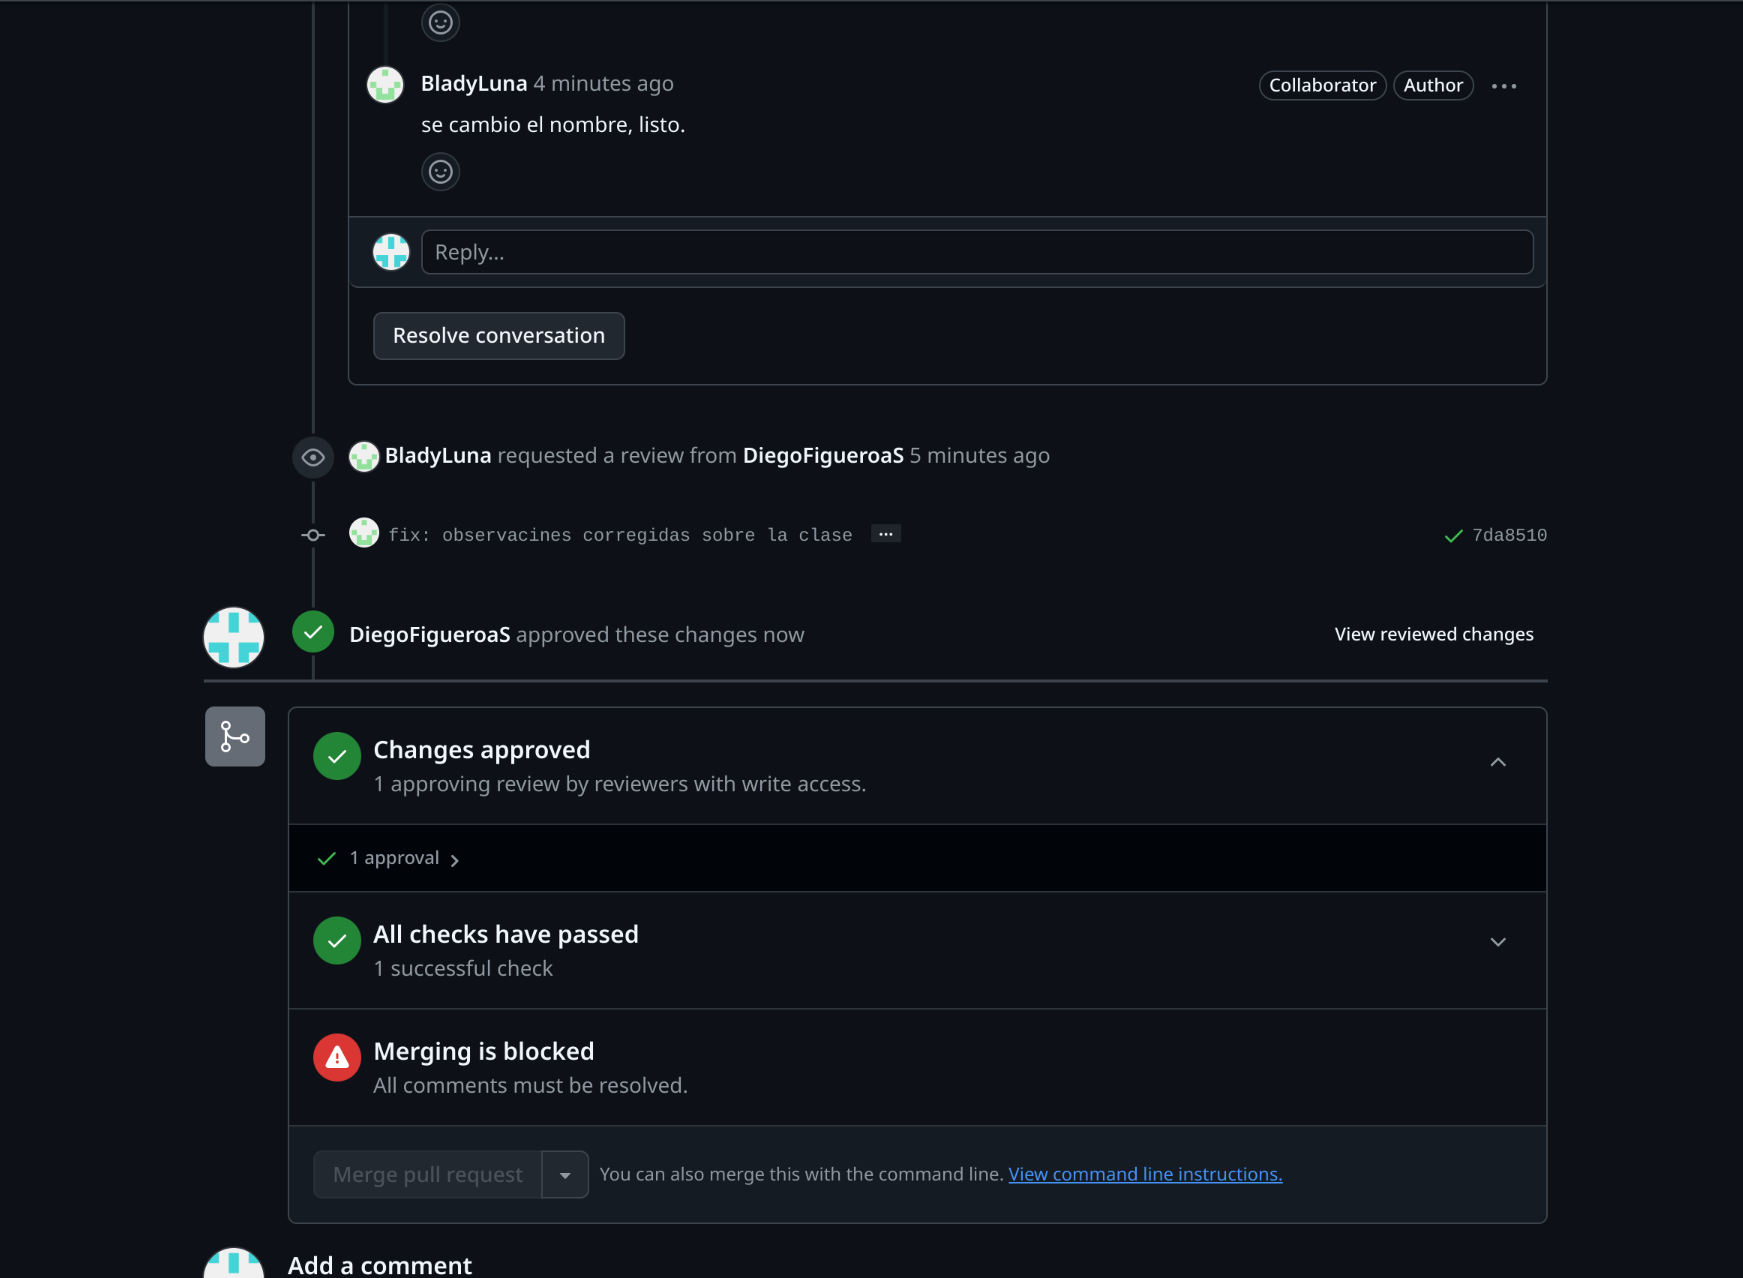 BladyLuna 4 minutes ago
Collaborator Author
se cambio el nombre, listo.
Reply...
Resolve conversation
BladyLuna requested a review from DiegoFigueroaS 5 minutes ago
fix: observacines corregidas sobre la clase ...
7da8510
DiegoFigueroaS approved these changes now
View reviewed changes
Changes approved
1 approving review by reviewers with write access.
1 approval
All checks have passed
1 successful check
Merging is blocked
All comments must be resolved.
Merge pull request
You can also merge this with the command line. View command line instructions.
Add a comment